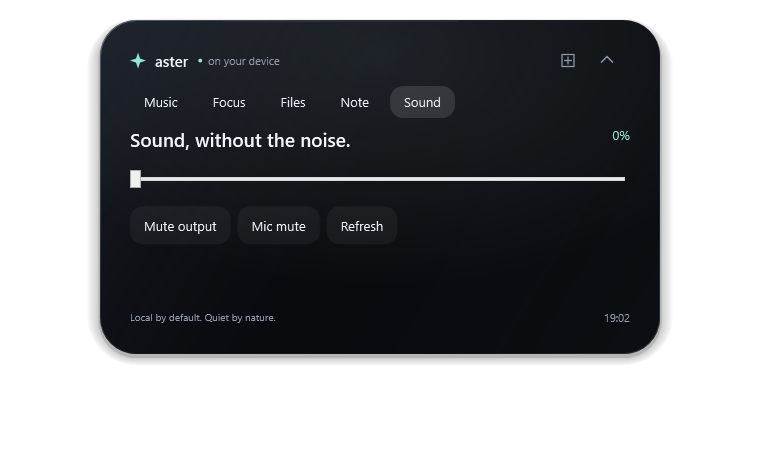 aster • on your device
Music Focus Files Note Sound
Sound, without the noise. 0%
Mute output Mic mute Refresh
Local by default. Quiet by nature. 19:02